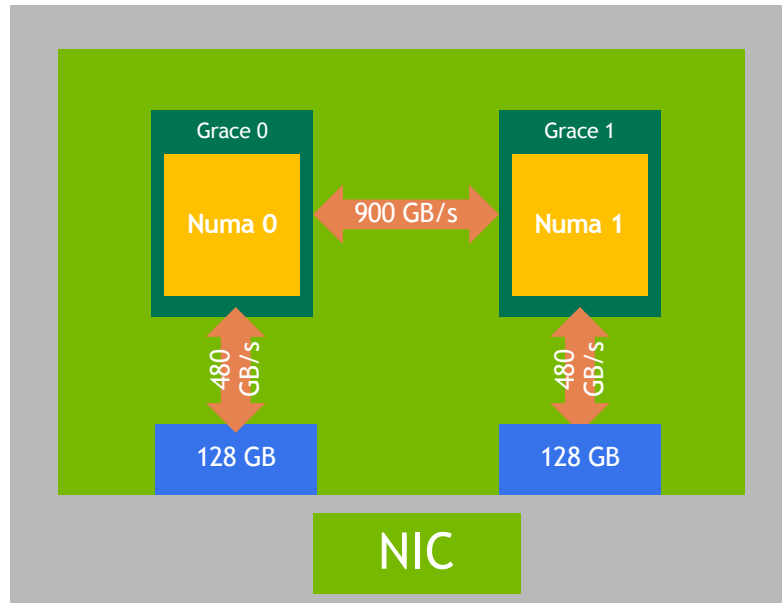 Grace 0
Grace 1
Numa 0
900 GB/s
Numa 1
480
GB/s
480
GB/s
128 GB
128 GB
NIC